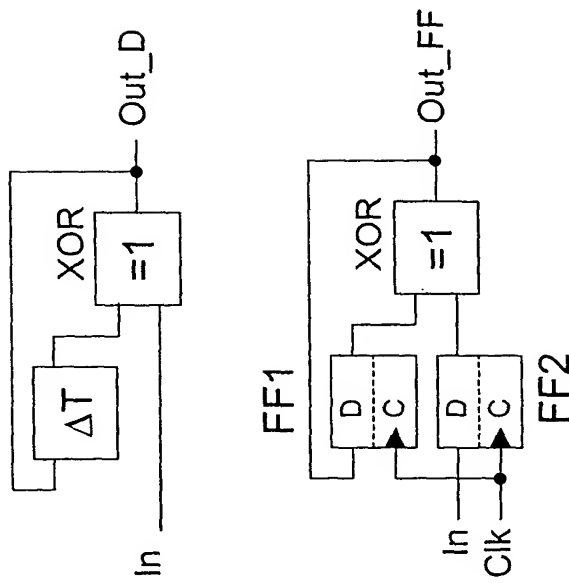 ΔT
XOR
=1
Out_D
In
FF1
D
C
XOR
=1
Out_FF
In
D
Clk
C
FF2